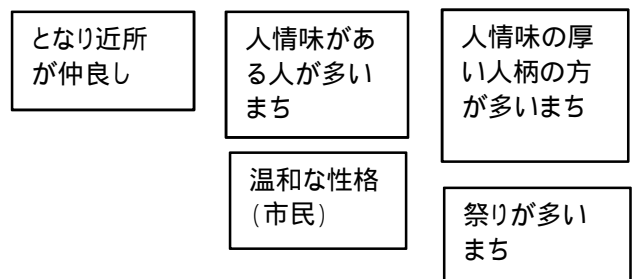 となり近所
が仲良し
人情味があ
る人が多い
まち
人情味の厚
い人柄の方
が多いまち
温和な性格
(市民)
祭りが多い
まち